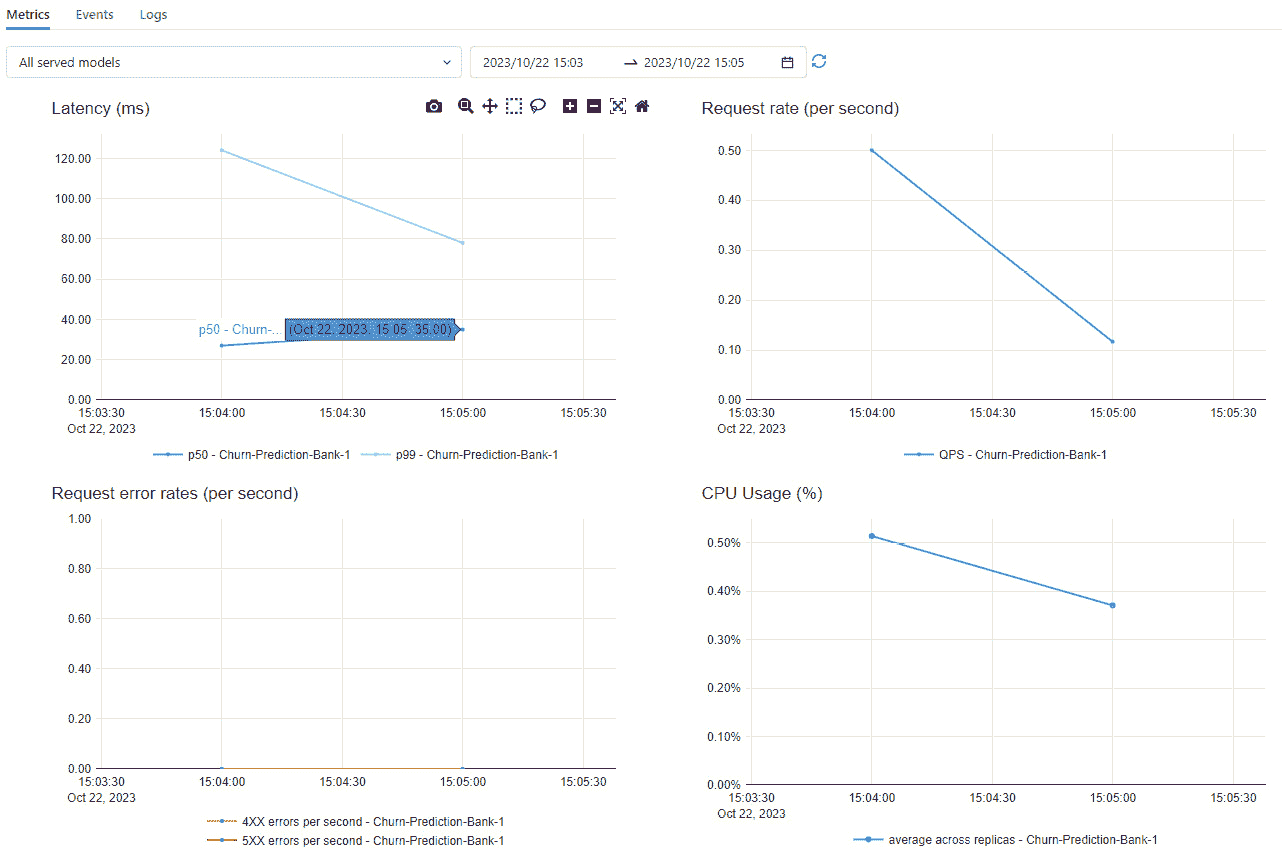 Metrics Events Logs
All served models 2023/10/22 15:03 → 2023/10/22 15:05
Latency (ms)
120.00
100.00
80.00
60.00
40.00
20.00
0.00
p50 - Churn-... (Oct 22, 2023, 15:05, 35.00)
15:03:30 15:04:00 15:04:30 15:05:00 15:05:30
Oct 22, 2023
p50 - Churn-Prediction-Bank-1 p99 - Churn-Prediction-Bank-1
Request rate (per second)
0.50
0.40
0.30
0.20
0.10
0.00
15:03:30 15:04:00 15:04:30 15:05:00 15:05:30
Oct 22, 2023
QPS - Churn-Prediction-Bank-1
Request error rates (per second)
1.00
0.80
0.60
0.40
0.20
0.00
15:03:30 15:04:00 15:04:30 15:05:00 15:05:30
Oct 22, 2023
4XX errors per second - Churn-Prediction-Bank-1
5XX errors per second - Churn-Prediction-Bank-1
CPU Usage (%)
0.50%
0.40%
0.30%
0.20%
0.10%
0.00%
15:03:30 15:04:00 15:04:30 15:05:00 15:05:30
Oct 22, 2023
average across replicas - Churn-Prediction-Bank-1